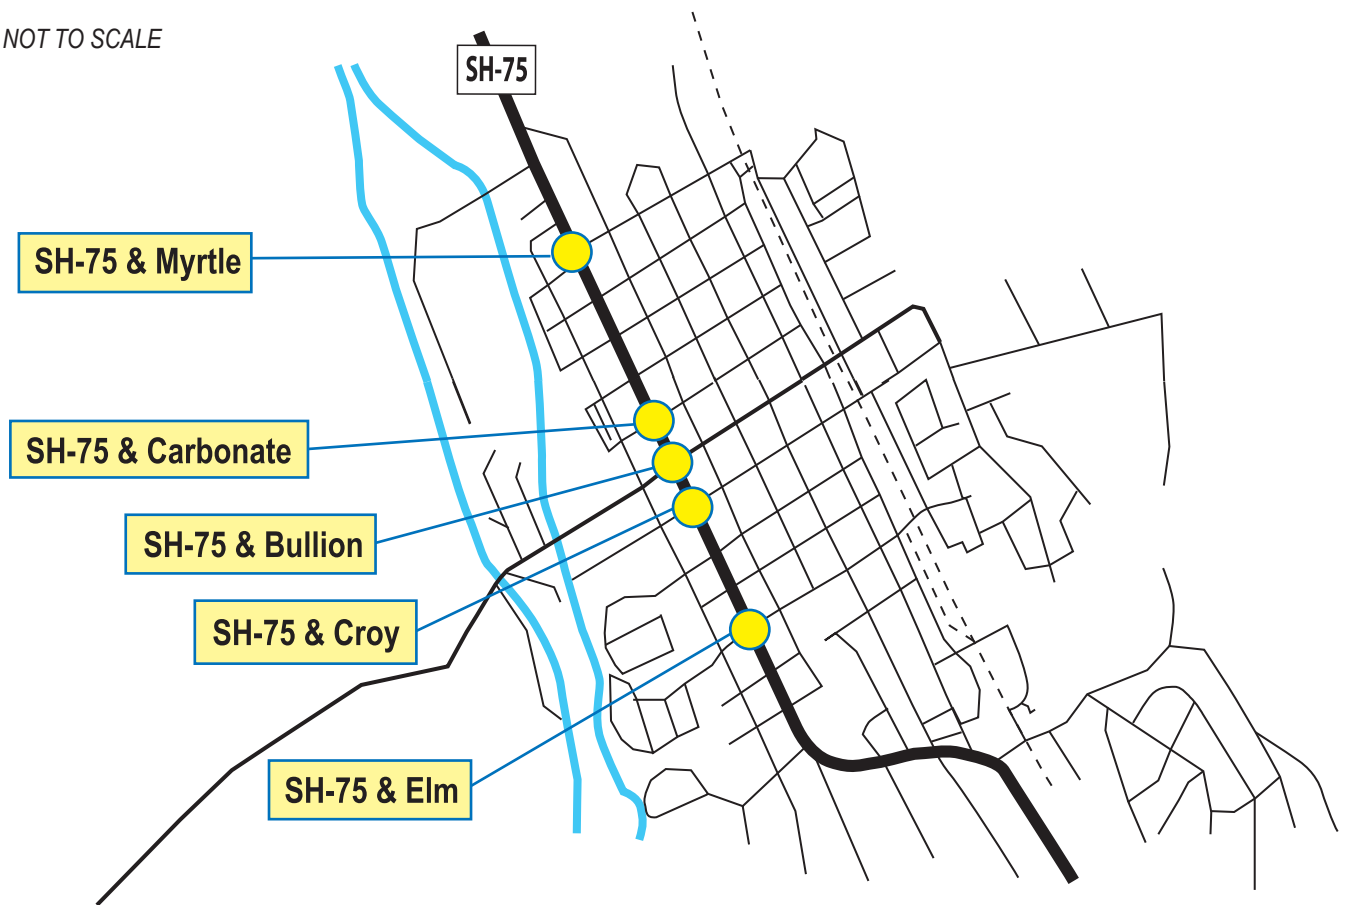 NOT TO SCALE
SH-75
SH-75 & Myrtle
SH-75 & Carbonate
SH-75 & Bullion
SH-75 & Croy
SH-75 & Elm